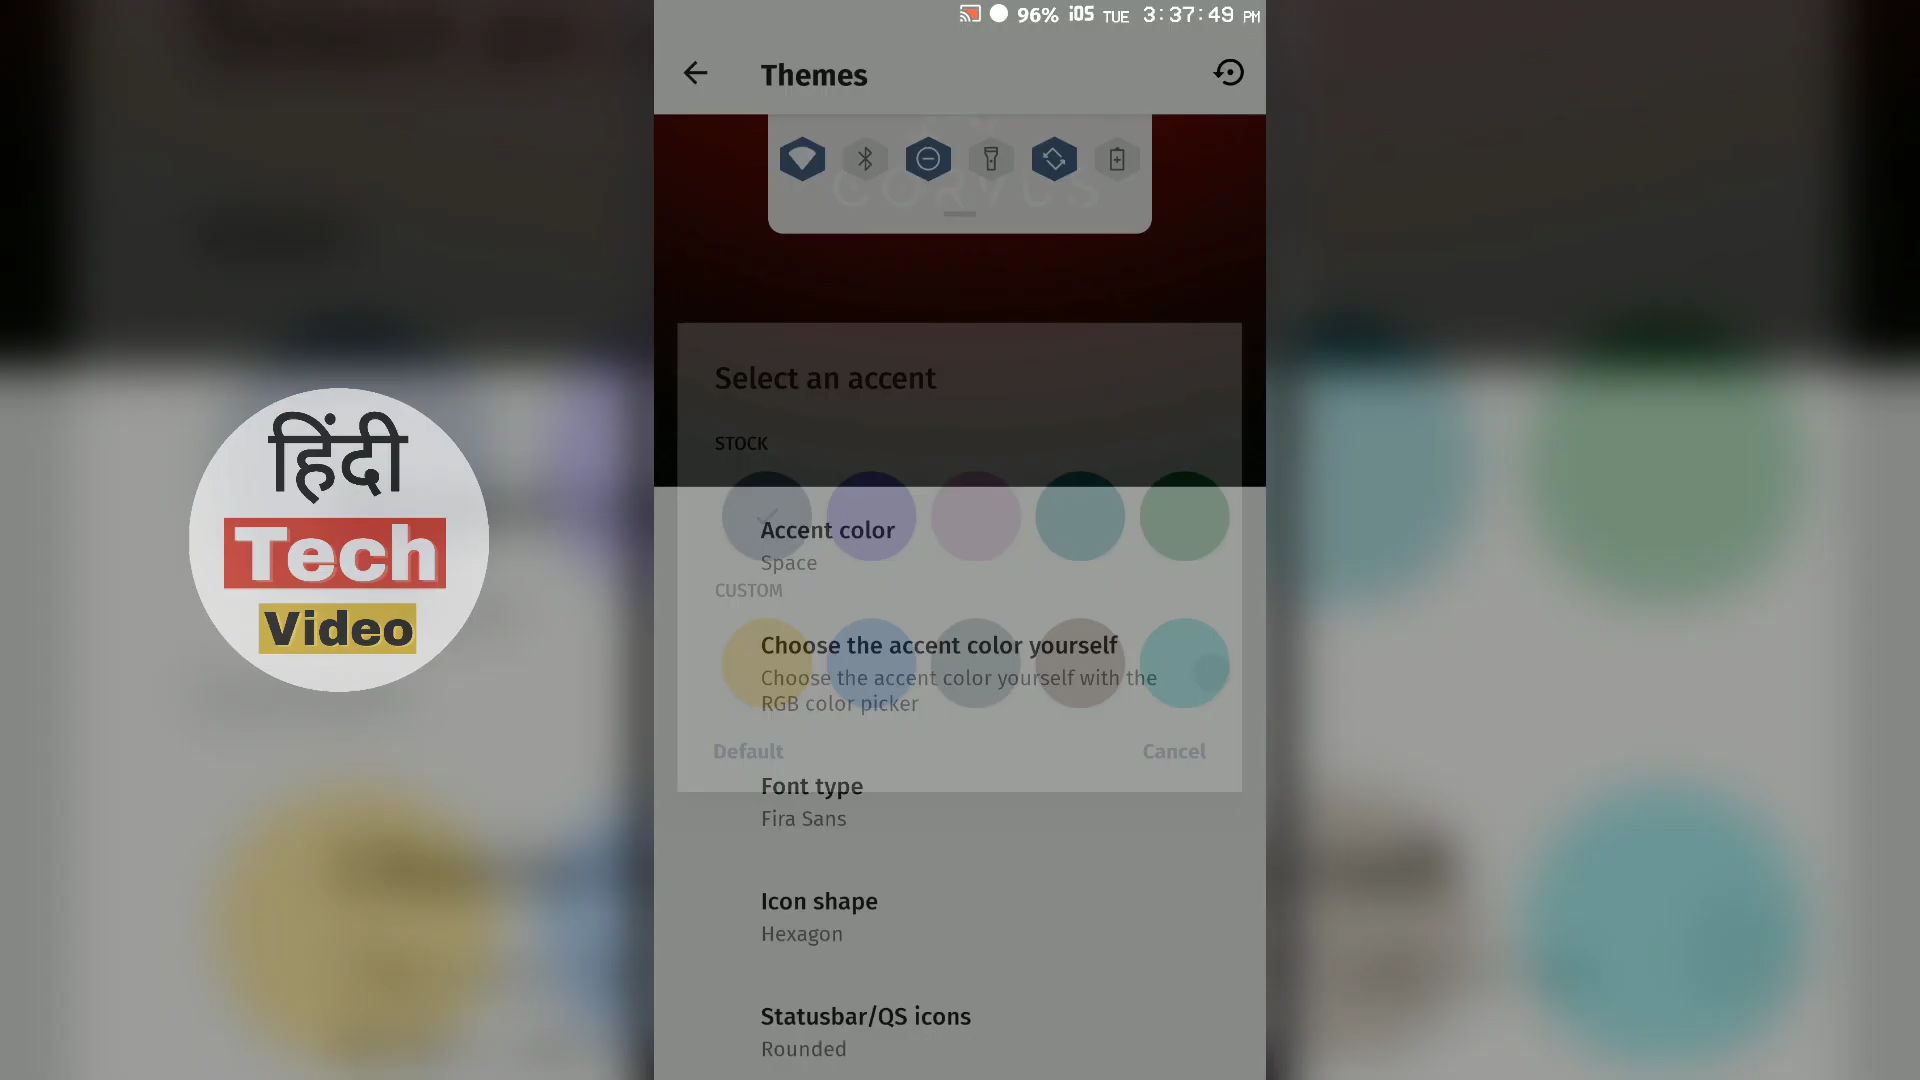 96% iOS TUE 3:37:49 PM
Themes
CORVUS
Select an accent
STOCK
Accent color
Space
CUSTOM
Choose the accent color yourself
Choose the accent color yourself with the
RGB color picker
Default Cancel
Font type
Fira Sans
Icon shape
Hexagon
Statusbar/QS icons
Rounded
हिंदी
Tech
Video